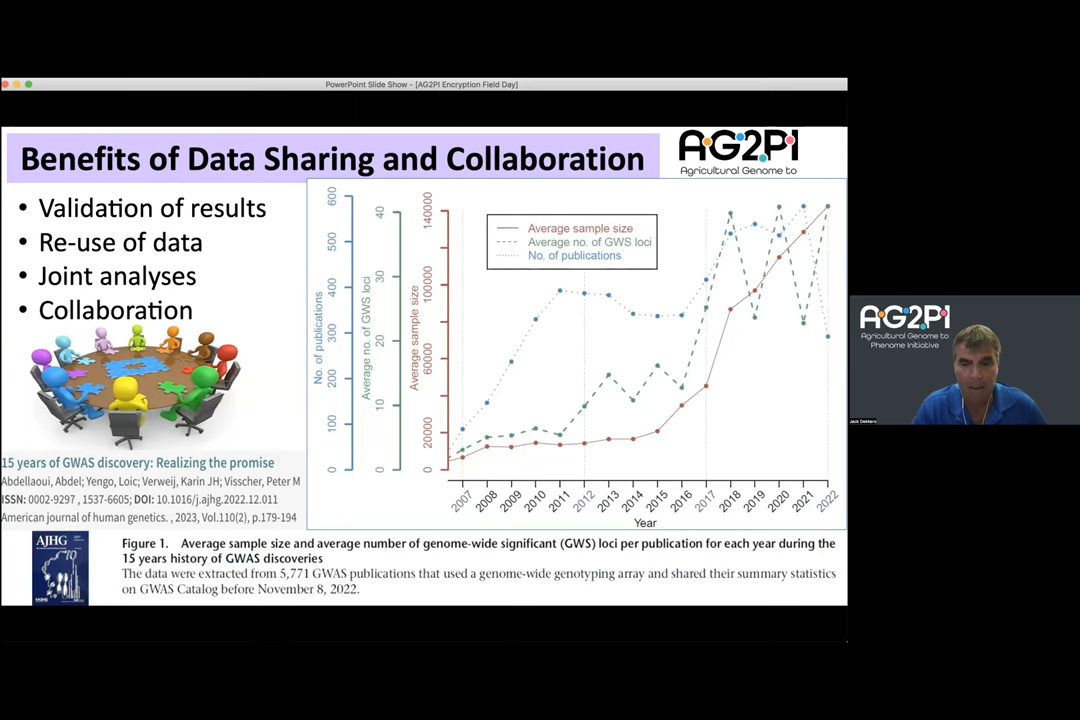 PowerPoint Slide Show - [AG2PI Encryption Field Day]
Benefits of Data Sharing and Collaboration
AG2PI
Agricultural Genome to
• Validation of results
• Re-use of data
• Joint analyses
• Collaboration
15 years of GWAS discovery: Realizing the promise
Abdellaoui, Abdel; Yengo, Loic; Verweij, Karin JH; Visscher, Peter M
ISSN: 0002-9297 , 1537-6605; DOI: 10.1016/j.ajhg.2022.12.011
American journal of human genetics. , 2023, Vol.110(2), p.179-194
AJHG
No. of publications
0 100 200 300 400 500 600
Average no. of GWS loci
0 10 20 30 40
Average sample size
0 20000 60000 100000 140000
Average sample size
Average no. of GWS loci
No. of publications
2007 2008 2009 2010 2011 2012 2013 2014 2015 2016 2017 2018 2019 2020 2021 2022
Year
Figure 1. Average sample size and average number of genome-wide significant (GWS) loci per publication for each year during the
15 years history of GWAS discoveries
The data were extracted from 5,771 GWAS publications that used a genome-wide genotyping array and shared their summary statistics
on GWAS Catalog before November 8, 2022.
AG2PI
Agricultural Genome to
Phenome Initiative
Jack Dekkers